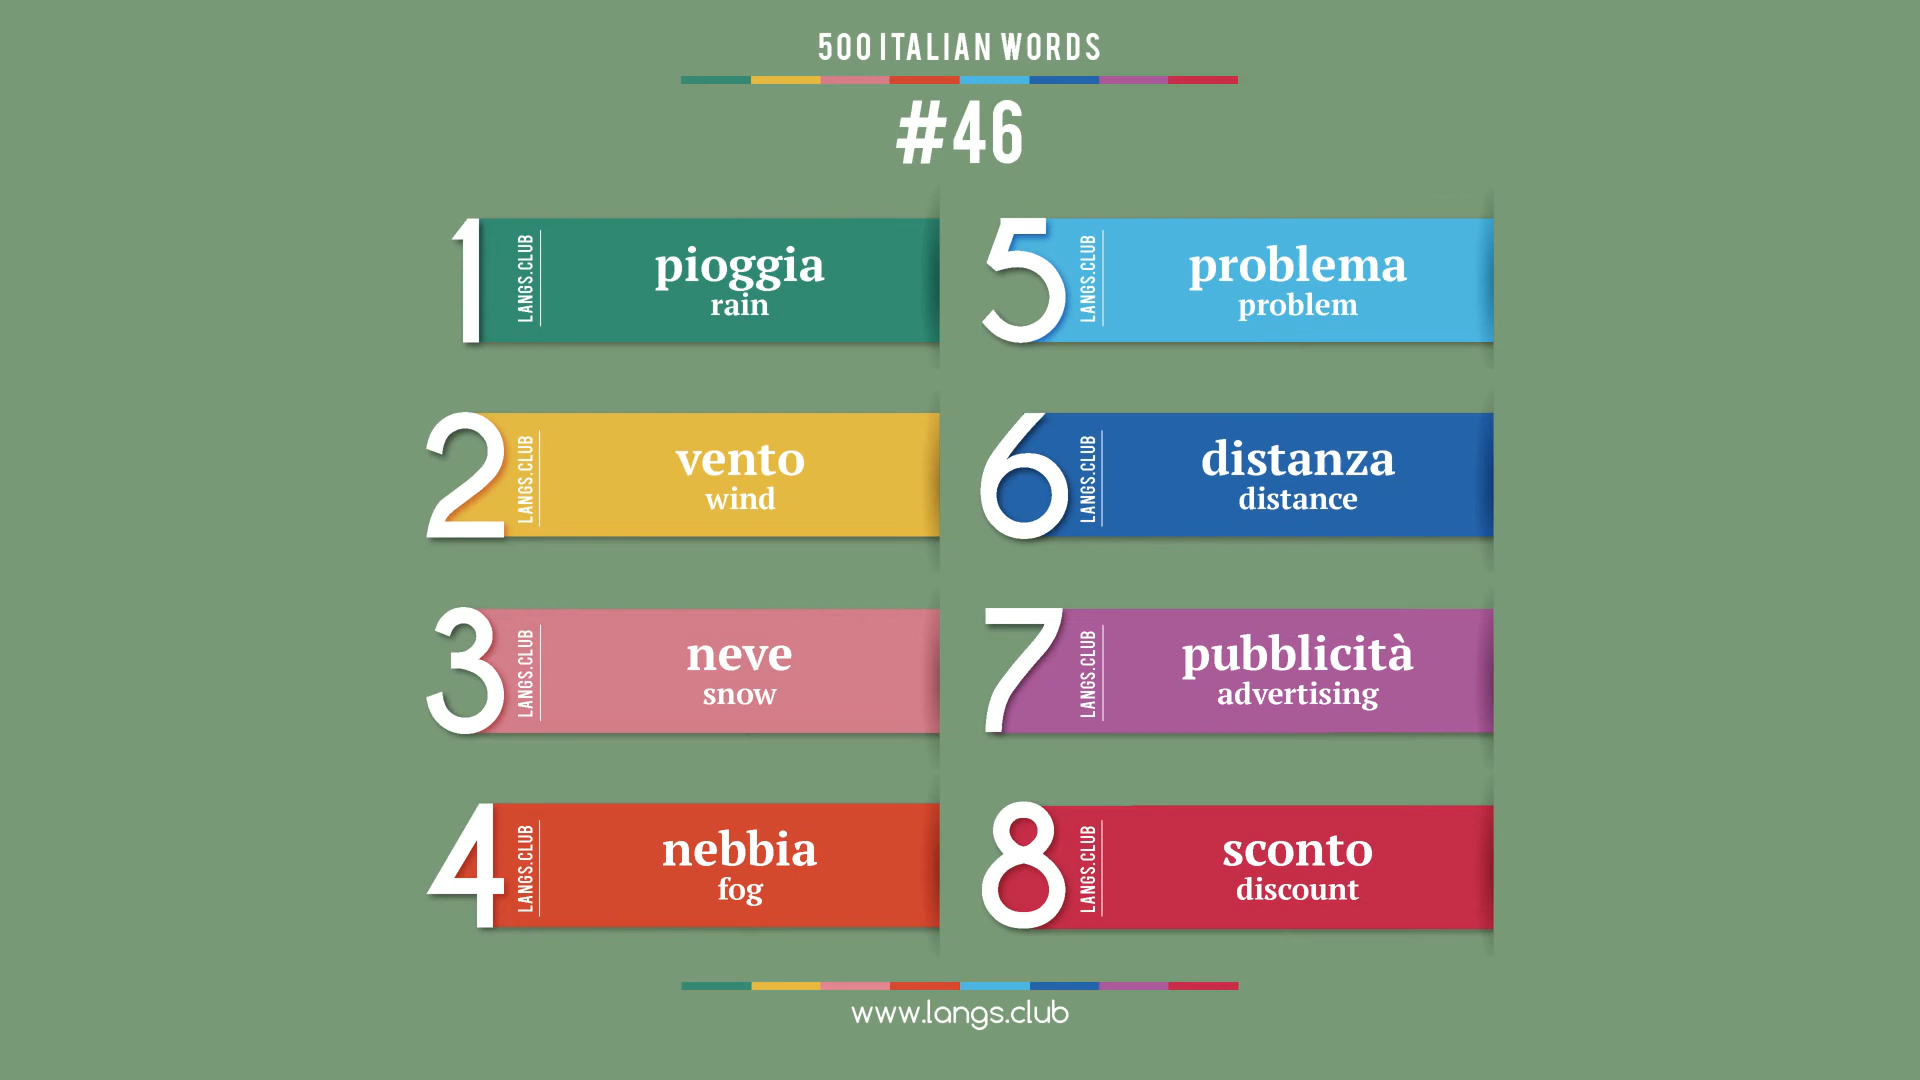 500 ITALIAN WORDS
#46
1
LANGS.CLUB
pioggia
rain
2
LANGS.CLUB
vento
wind
3
LANGS.CLUB
neve
snow
4
LANGS.CLUB
nebbia
fog
5
LANGS.CLUB
problema
problem
6
LANGS.CLUB
distanza
distance
7
LANGS.CLUB
pubblicità
advertising
8
LANGS.CLUB
sconto
discount
www.langs.club